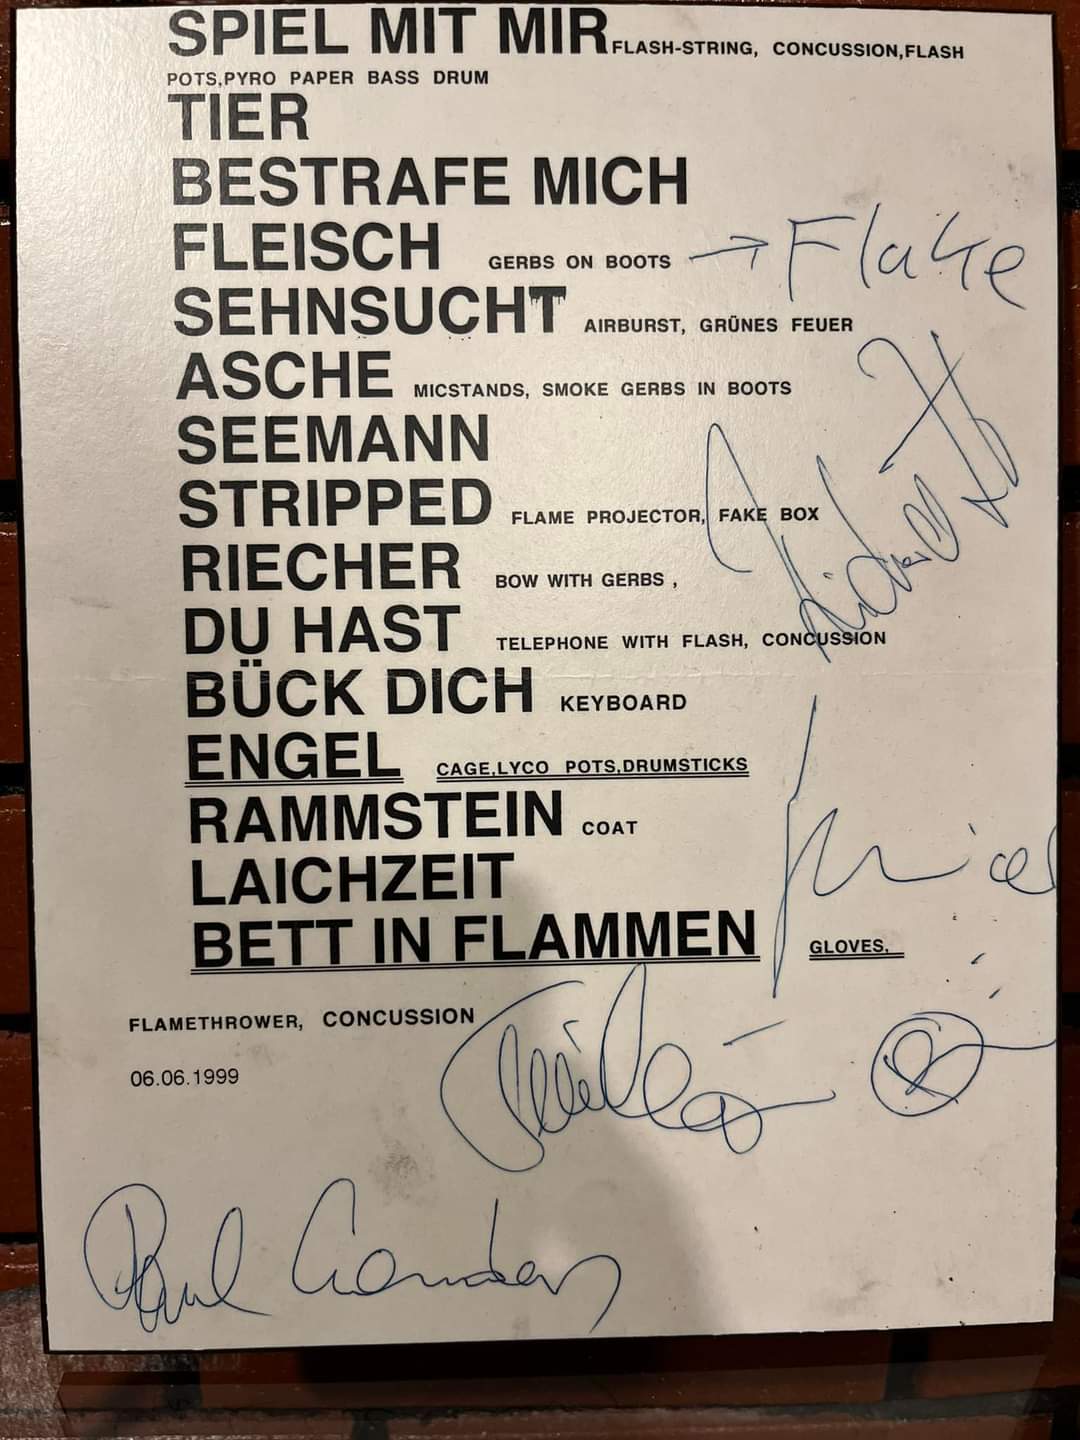 SPIEL MIT MIR FLASH-STRING, CONCUSSION,FLASH
POTS,PYRO PAPER BASS DRUM
TIER
BESTRAFE MICH
FLEISCH GERBS ON BOOTS → Flake
SEHNSUCHT AIRBURST, GRÜNES FEUER
ASCHE MICSTANDS, SMOKE GERBS IN BOOTS
SEEMANN
STRIPPED FLAME PROJECTOR, FAKE BOX
RIECHER BOW WITH GERBS ,
DU HAST TELEPHONE WITH FLASH, CONCUSSION
BÜCK DICH KEYBOARD
ENGEL CAGE,LYCO POTS,DRUMSTICKS
RAMMSTEIN COAT
LAICHZEIT
BETT IN FLAMMEN GLOVES,
FLAMETHROWER, CONCUSSION
06.06.1999
Paul